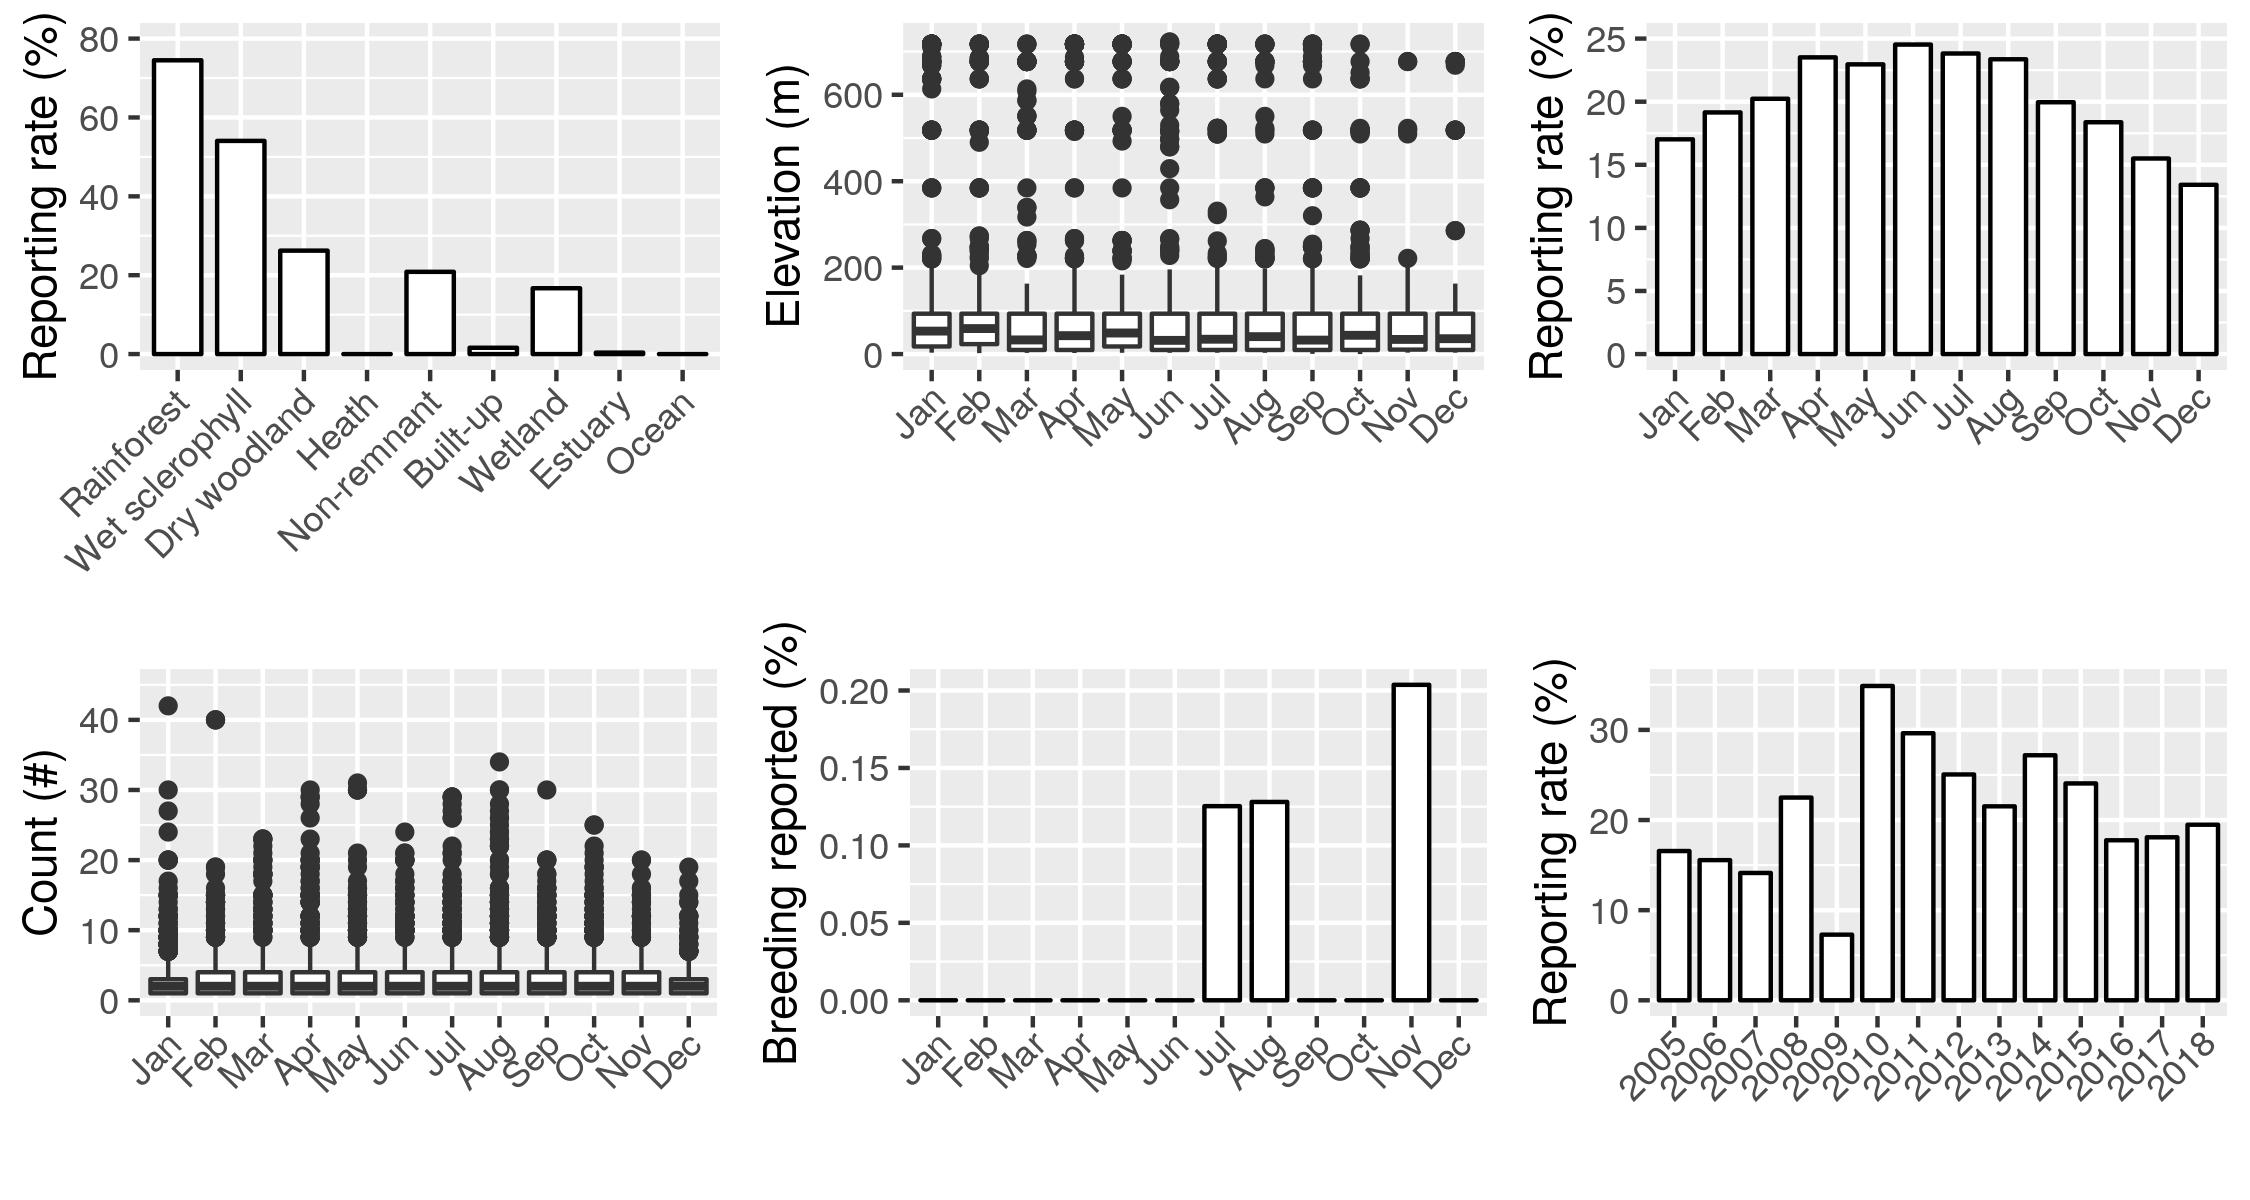 Reporting rate (%)
80
60
40
20
0
Rainforest
Wet sclerophyll
Dry woodland
Heath
Non-remnant
Built-up
Wetland
Estuary
Ocean
Elevation (m)
600
400
200
0
Jan
Feb
Mar
Apr
May
Jun
Jul
Aug
Sep
Oct
Nov
Dec
Reporting rate (%)
25
20
15
10
5
0
Jan
Feb
Mar
Apr
May
Jun
Jul
Aug
Sep
Oct
Nov
Dec
Count (#)
40
30
20
10
0
Jan
Feb
Mar
Apr
May
Jun
Jul
Aug
Sep
Oct
Nov
Dec
Breeding reported (%)
0.20
0.15
0.10
0.05
0.00
Jan
Feb
Mar
Apr
May
Jun
Jul
Aug
Sep
Oct
Nov
Dec
Reporting rate (%)
30
20
10
0
2005
2006
2007
2008
2009
2010
2011
2012
2013
2014
2015
2016
2017
2018